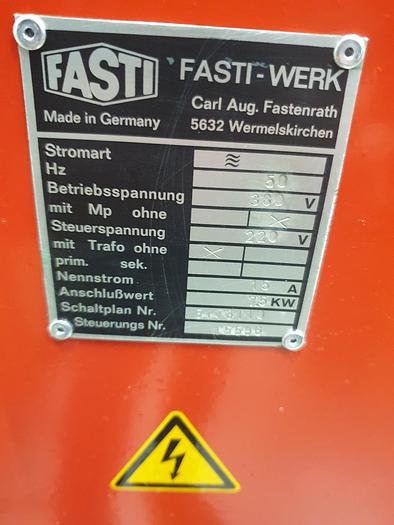 FASTI
FASTI-WERK
Made in Germany
Carl Aug. Fastenrath
5632 Wermelskirchen
Stromart ≋
Hz 50
Betriebsspannung 380 V
mit Mp ohne X
Steuerspannung 220 V
mit Trafo ohne X
prim. sek.
Nennstrom A
Anschlußwert KW
Schaltplan Nr.
Steuerungs Nr.